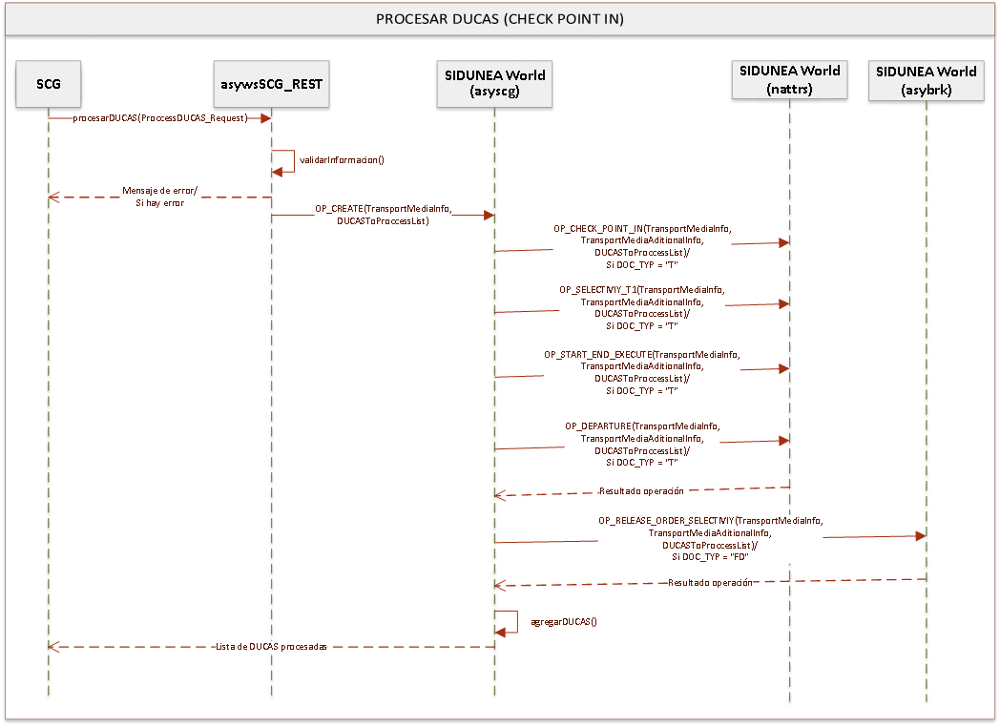 PROCESAR DUCAS (CHECK POINT IN)
SCG
asywsSCG_REST
SIDUNEA World
(asyscg)
SIDUNEA World
(nattrs)
SIDUNEA World
(asybrk)
procesarDUCAS(ProccessDUCAS_Request)
validarInformacion()
Mensaje de error/
Si hay error
OP_CREATE(TransportMediaInfo,
DUCASToProccessList)
OP_CHECK_POINT_IN(TransportMediaInfo,
TransportMediaAditionalInfo,
DUCASToProccessList)/
Si DOC_TYP = "T"
OP_SELECTIVIY_T1(TransportMediaInfo,
TransportMediaAditionalInfo,
DUCASToProccessList)/
Si DOC_TYP = "T"
OP_START_END_EXECUTE(TransportMediaInfo,
TransportMediaAditionalInfo,
DUCASToProccessList)/
Si DOC_TYP = "T"
OP_DEPARTURE(TransportMediaInfo,
TransportMediaAditionalInfo,
DUCASToProccessList)/
Si DOC_TYP = "T"
Resultado operación
OP_RELEASE_ORDER_SELECTIVIY(TransportMediaInfo,
TransportMediaAditionalInfo,
DUCASToProccessList)/
Si DOC_TYP = "FD"
Resultado operación
agregarDUCAS()
Lista de DUCAS procesadas